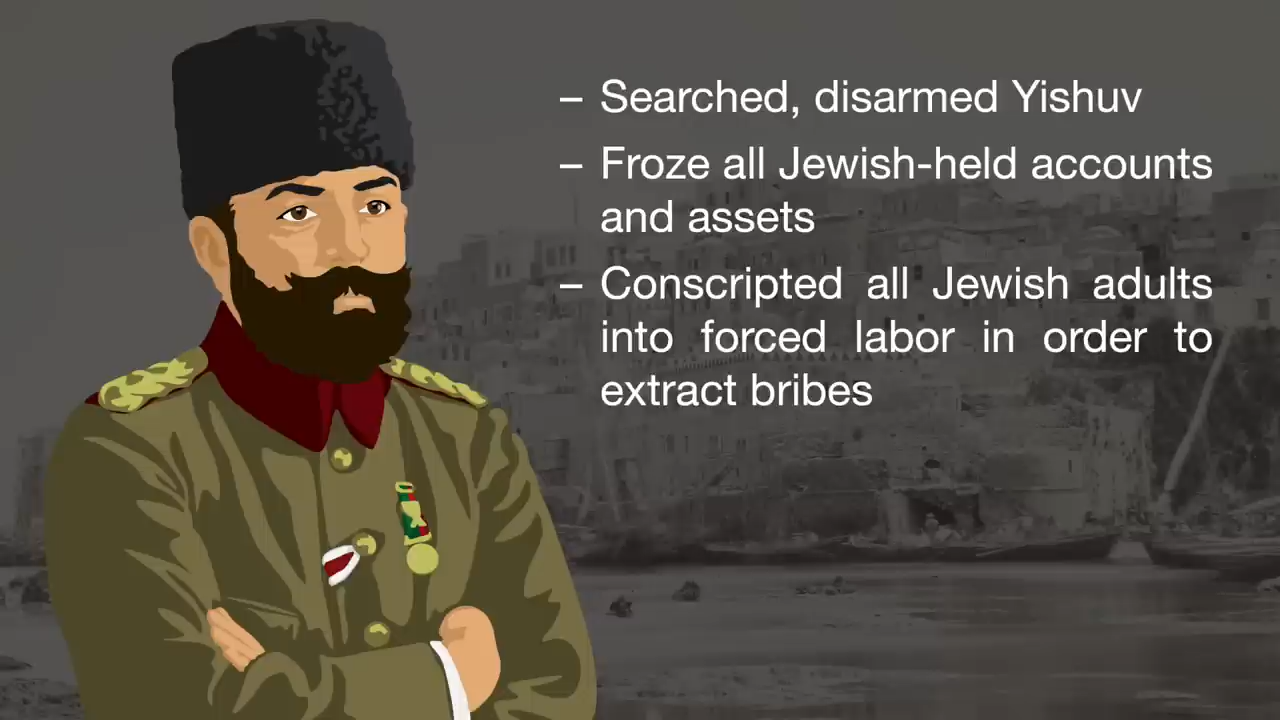 – Searched, disarmed Yishuv
– Froze all Jewish-held accounts
and assets
– Conscripted all Jewish adults
into forced labor in order to
extract bribes